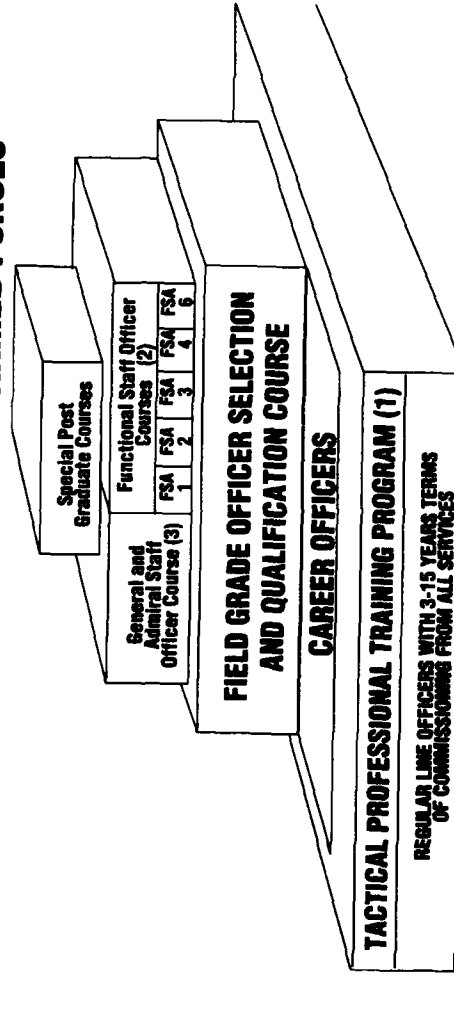 Special Post
Graduate Courses
General and
Admiral Staff
Officer Course (3)
Functional Staff Officer
Courses (2)
FSA 1
FSA 2
FSA 3
FSA 4
FSA 6
FIELD GRADE OFFICER SELECTION
AND QUALIFICATION COURSE
CAREER OFFICERS
TACTICAL PROFESSIONAL TRAINING PROGRAM (1)
REGULAR LINE OFFICERS WITH 3-15 YEARS TERMS
OF COMMISSIONING FROM ALL SERVICES